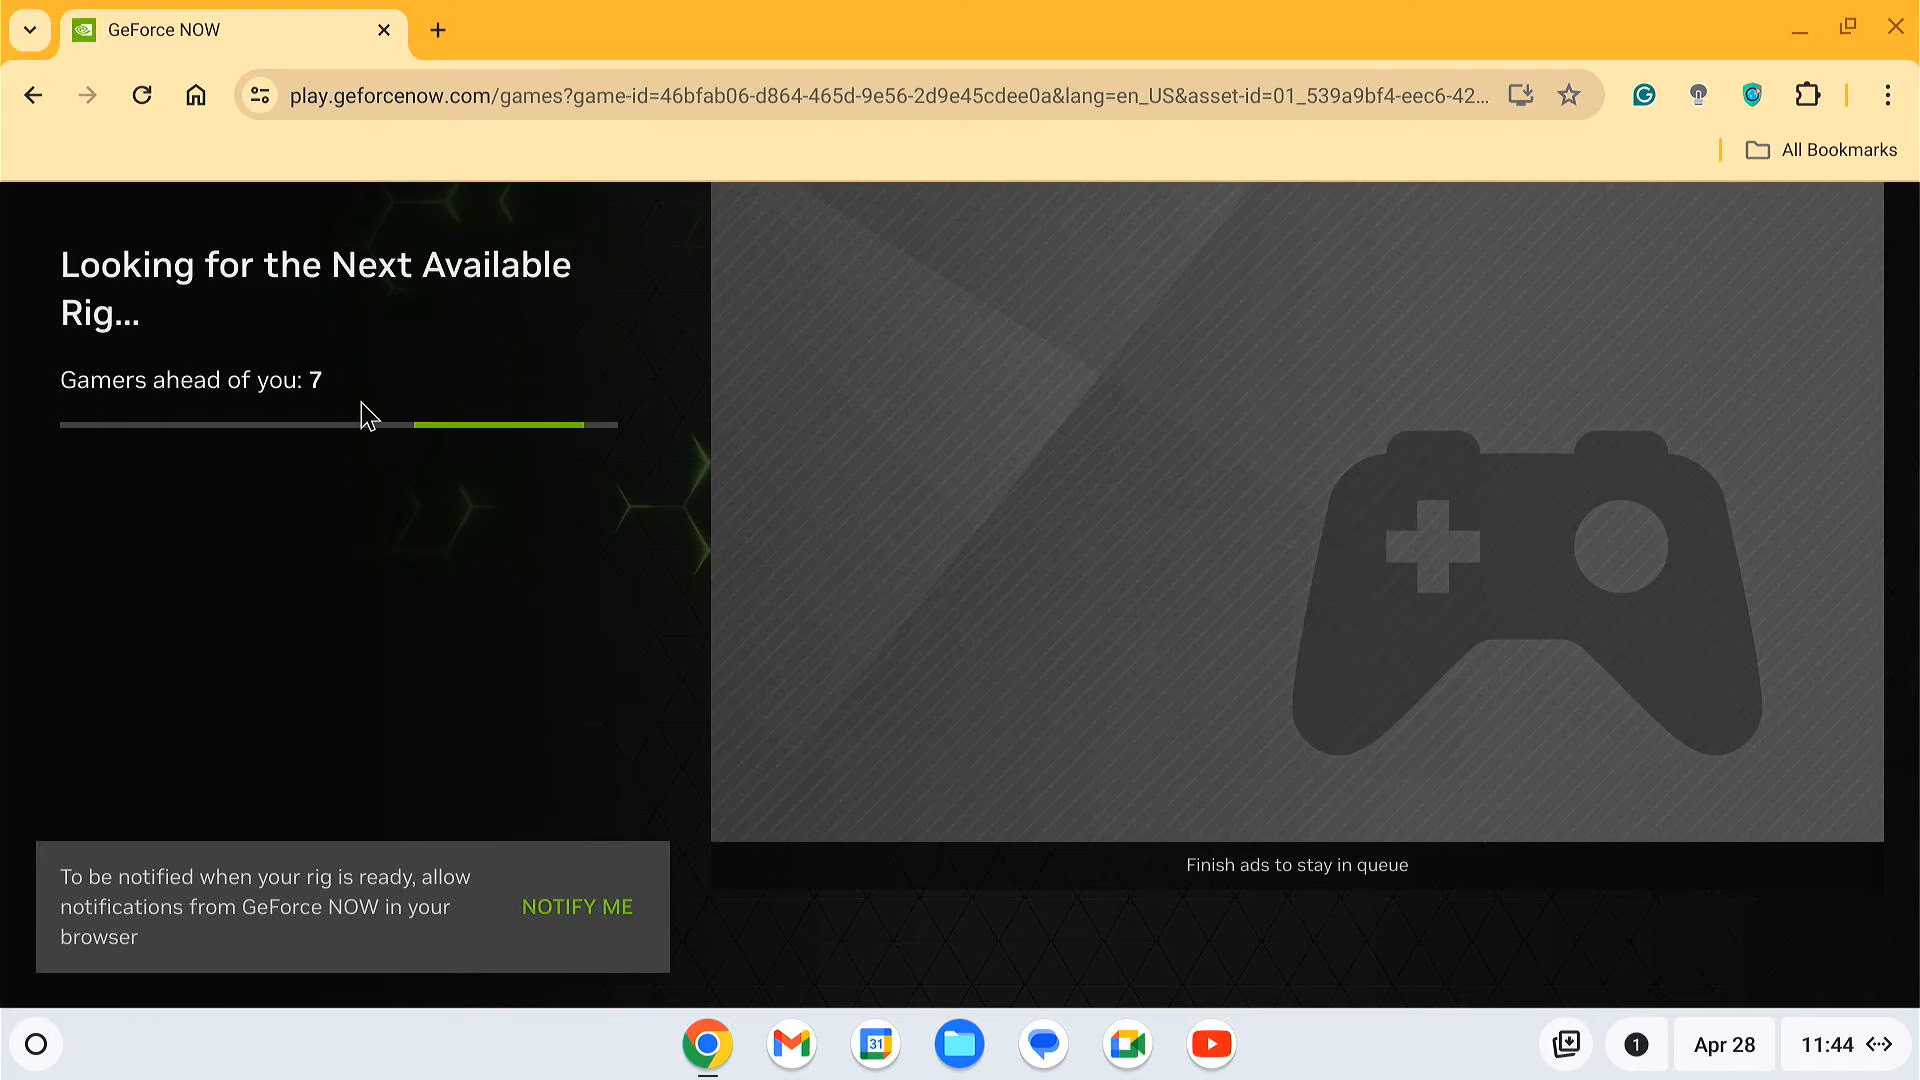 GeForce NOW
play.geforcenow.com/games?game-id=46bfab06-d864-465d-9e56-2d9e45cdee0a&lang=en_US&asset-id=01_539a9bf4-eec6-42...
All Bookmarks
Looking for the Next Available
Rig...
Gamers ahead of you: 7
Finish ads to stay in queue
To be notified when your rig is ready, allow
notifications from GeForce NOW in your
browser
NOTIFY ME
31
1
Apr 28
11:44